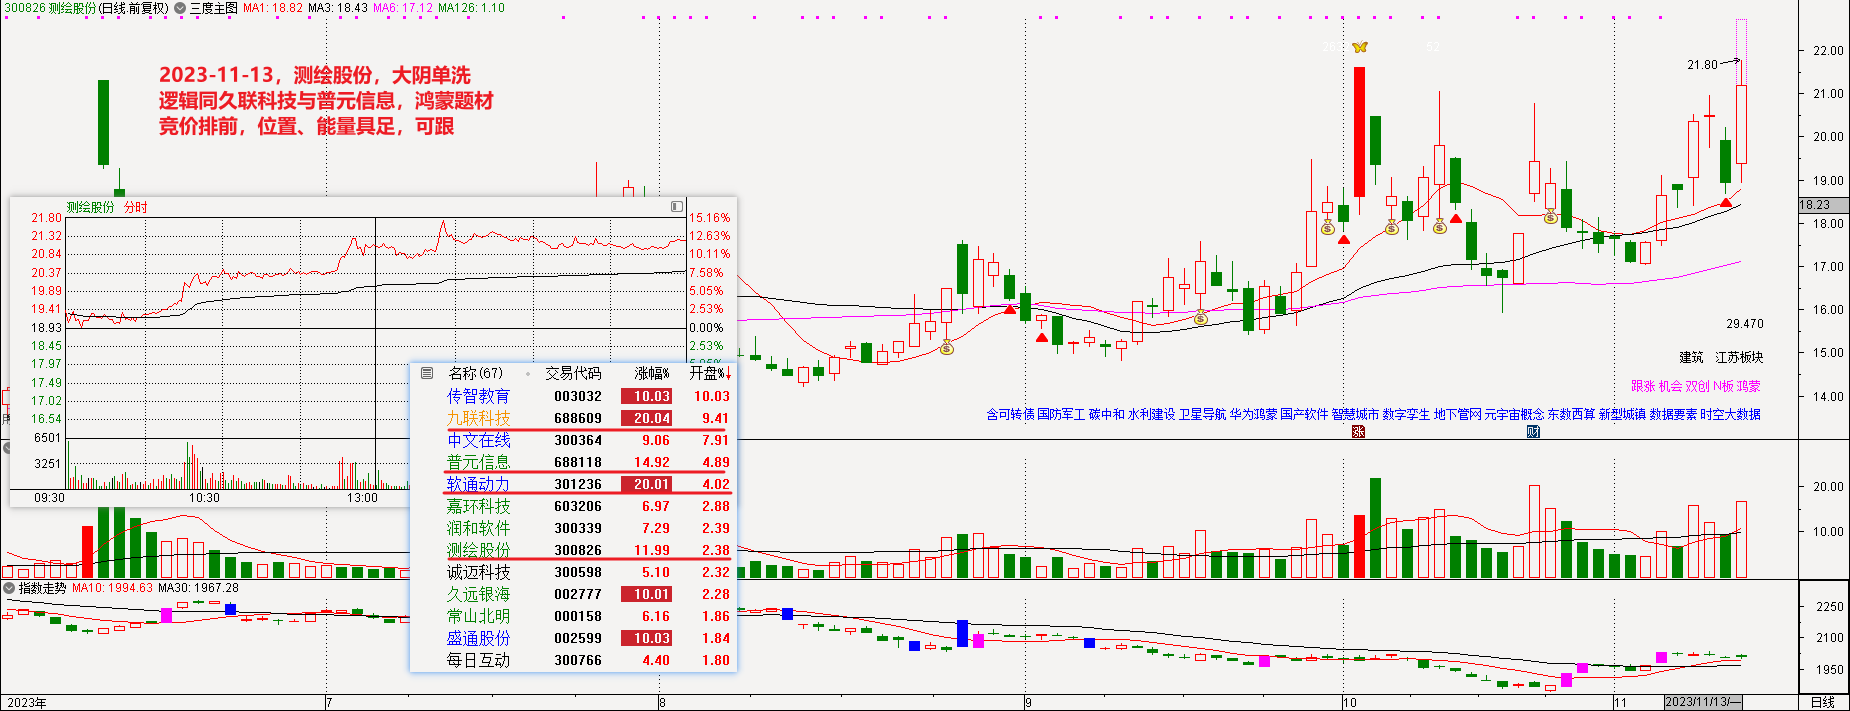 300826 测绘股份(日线.前复权) 三度主图 MA1: 18.82 MA3: 18.43 MA6: 17.12 MA126: 1.10
2023-11-13，测绘股份，大阴单洗
逻辑同久联科技与普元信息，鸿蒙题材
竞价排前，位置、能量具足，可跟
21.80
22.00
21.00
20.00
19.00
18.23
18.00
17.00
16.00
15.00
14.00
29.470
建筑 江苏板块
跟涨 机会 双创 N板 鸿蒙
含可转债 国防军工 碳中和 水利建设 卫星导航 华为鸿蒙 国产软件 智慧城市 数字孪生 地下管网 元宇宙概念 东数西算 新型城镇 数据要素 时空大数据
涨
财
测绘股份 分时
21.80 15.16%
21.32 12.63%
20.84 10.11%
20.37 7.58%
19.89 5.05%
19.41 2.53%
18.93 0.00%
18.45 2.53%
17.97
17.49
17.02
16.54
6501
3251
09:30 10:30 13:00
名称(67) 交易代码 涨幅% 开盘%↓
传智教育 003032 10.03 10.03
九联科技 688609 20.04 9.41
中文在线 300364 9.06 7.91
普元信息 688118 14.92 4.89
软通动力 301236 20.01 4.02
嘉环科技 603206 6.97 2.88
润和软件 300339 7.29 2.39
测绘股份 300826 11.99 2.38
诚迈科技 300598 5.10 2.32
久远银海 002777 10.01 2.28
常山北明 000158 6.16 1.86
盛通股份 002599 10.03 1.84
每日互动 300766 4.40 1.80
20.00
10.00
指数走势 MA10: 1994.63 MA30: 1967.28
2250
2100
1950
2023年 7 8 9 10 11 2023/11/13/一 日线